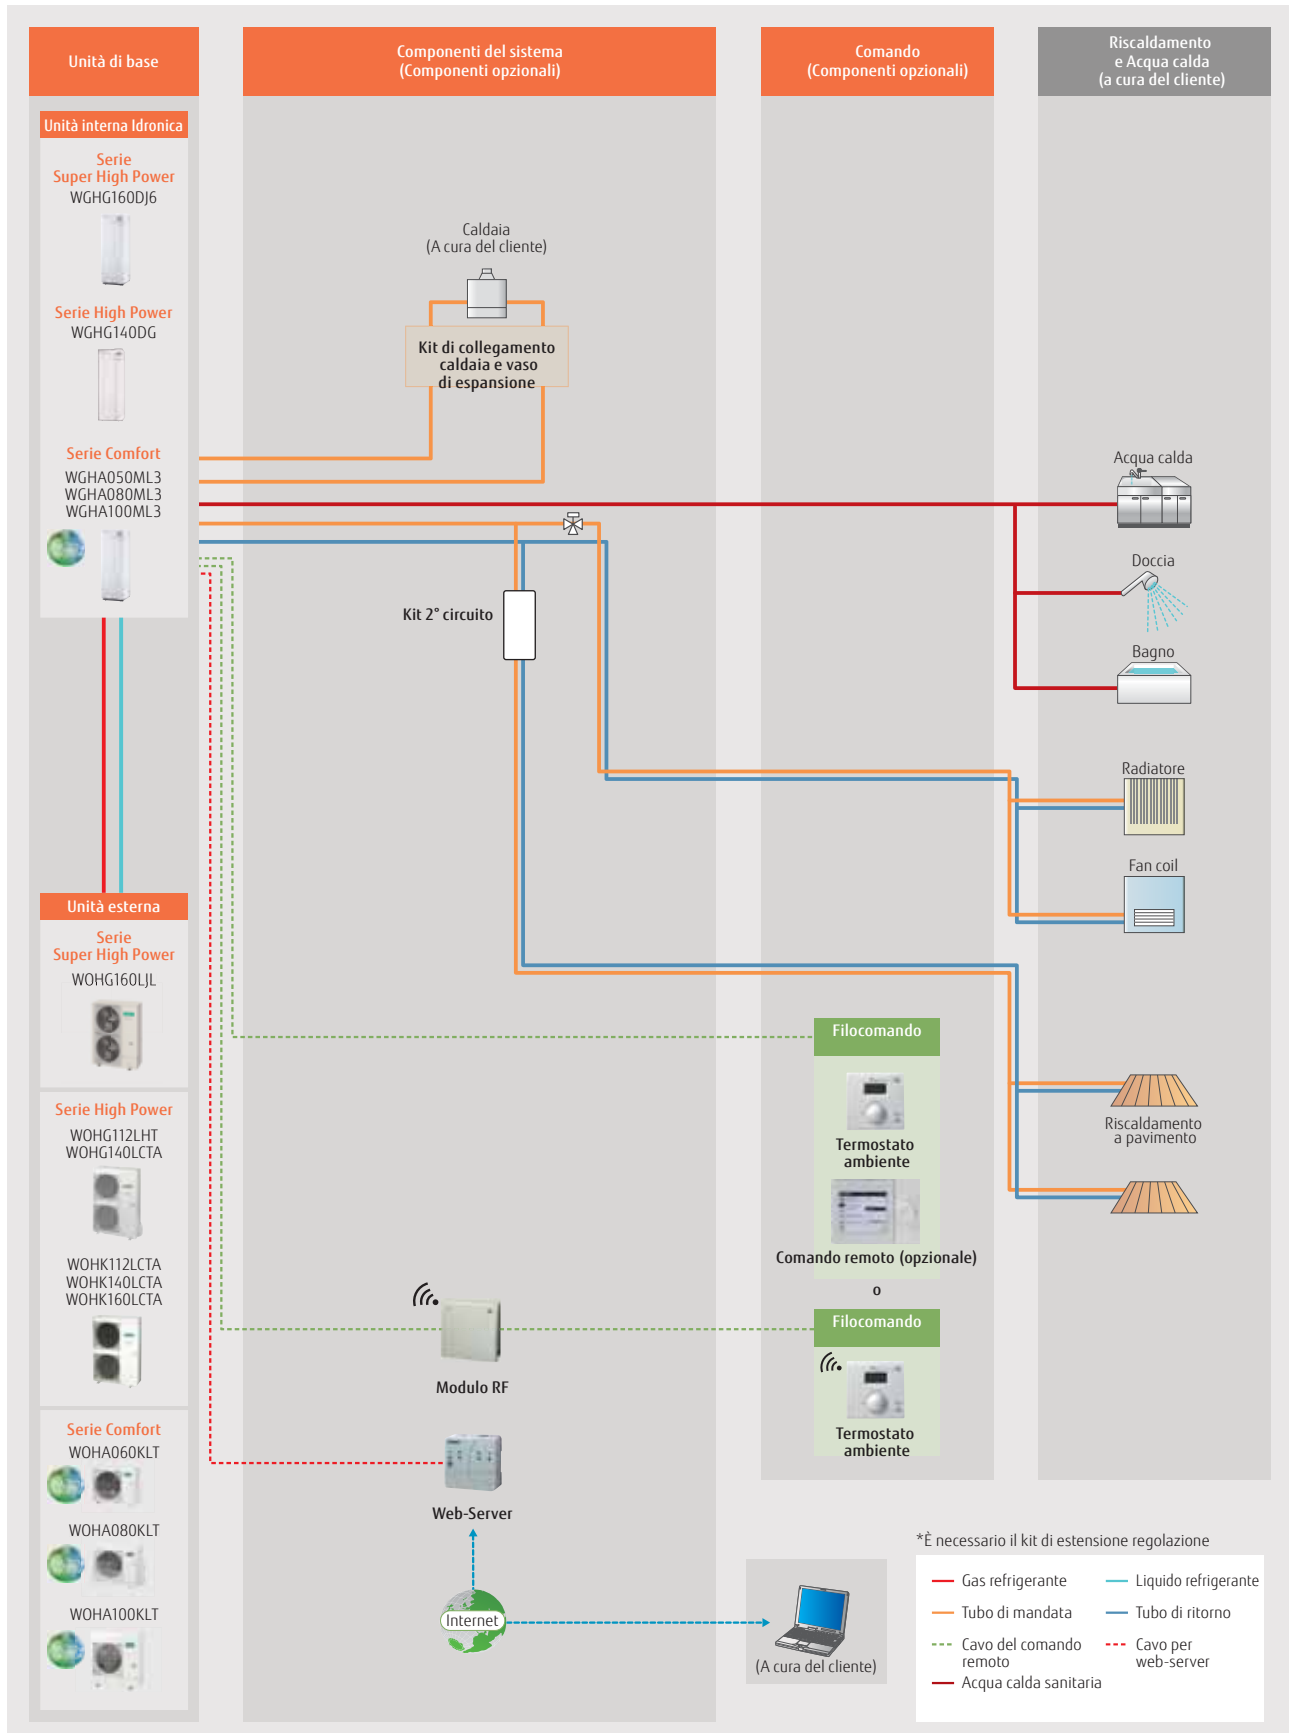 Unità di base
Componenti del sistema
(Componenti opzionali)
Comando
(Componenti opzionali)
Riscaldamento
e Acqua calda
(a cura del cliente)
Unità interna Idronica
Serie
Super High Power
WGHG160DJ6
Serie High Power
WGHG140DG
Serie Comfort
WGHA050ML3
WGHA080ML3
WGHA100ML3
Caldaia
(A cura del cliente)
Kit di collegamento
caldaia e vaso
di espansione
Kit 2° circuito
Acqua calda
Doccia
Bagno
Radiatore
Fan coil
Riscaldamento
a pavimento
Unità esterna
Serie
Super High Power
WOHG160LJL
Serie High Power
WOHG112LHT
WOHG140LCTA
WOHK112LCTA
WOHK140LCTA
WOHK160LCTA
Serie Comfort
WOHA060KLT
WOHA080KLT
WOHA100KLT
Filocomando
Termostato
ambiente
Comando remoto (opzionale)
o
Filocomando
Termostato
ambiente
Modulo RF
Web-Server
Internet
(A cura del cliente)
*È necessario il kit di estensione regolazione
Gas refrigerante
Liquido refrigerante
Tubo di mandata
Tubo di ritorno
Cavo del comando
remoto
Cavo per
web-server
Acqua calda sanitaria